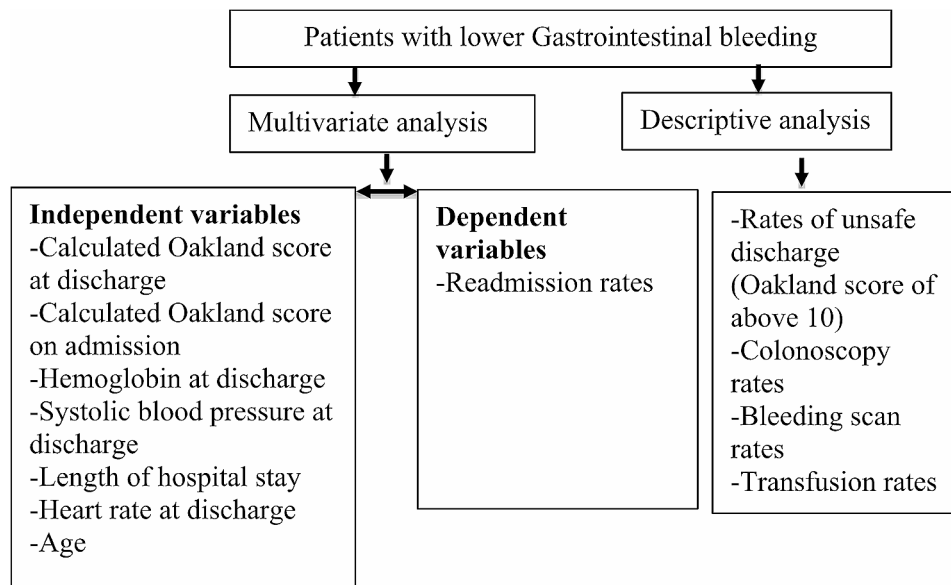 Patients with lower Gastrointestinal bleeding
Multivariate analysis
Descriptive analysis
Independent variables
-Calculated Oakland score
at discharge
-Calculated Oakland score
on admission
-Hemoglobin at discharge
-Systolic blood pressure at
discharge
-Length of hospital stay
-Heart rate at discharge
-Age
Dependent
variables
-Readmission rates
-Rates of unsafe
discharge
(Oakland score of
above 10)
-Colonoscopy
rates
-Bleeding scan
rates
-Transfusion rates